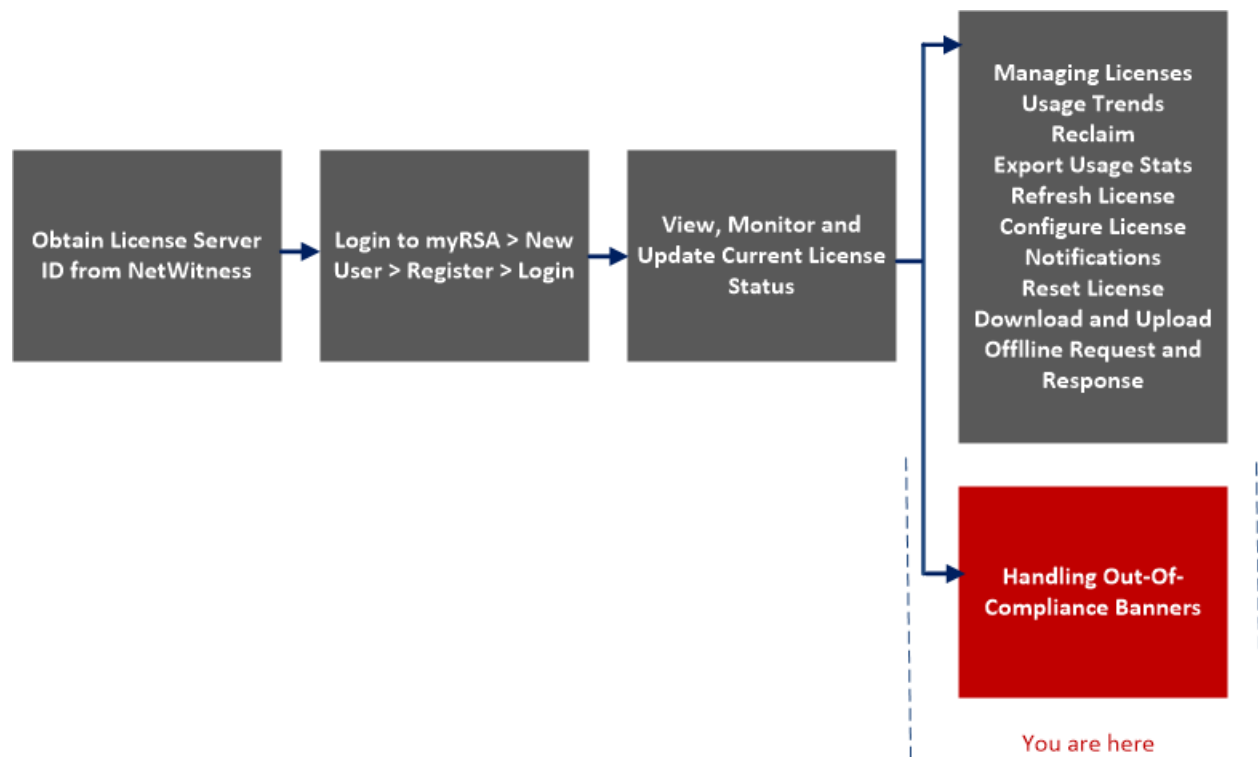 Obtain License Server
ID from NetWitness
Login to myRSA > New
User > Register > Login
View, Monitor and
Update Current License
Status
Managing Licenses
Usage Trends
Reclaim
Export Usage Stats
Refresh License
Configure License
Notifications
Reset License
Download and Upload
Offlline Request and
Response
Handling Out-Of-
Compliance Banners
You are here